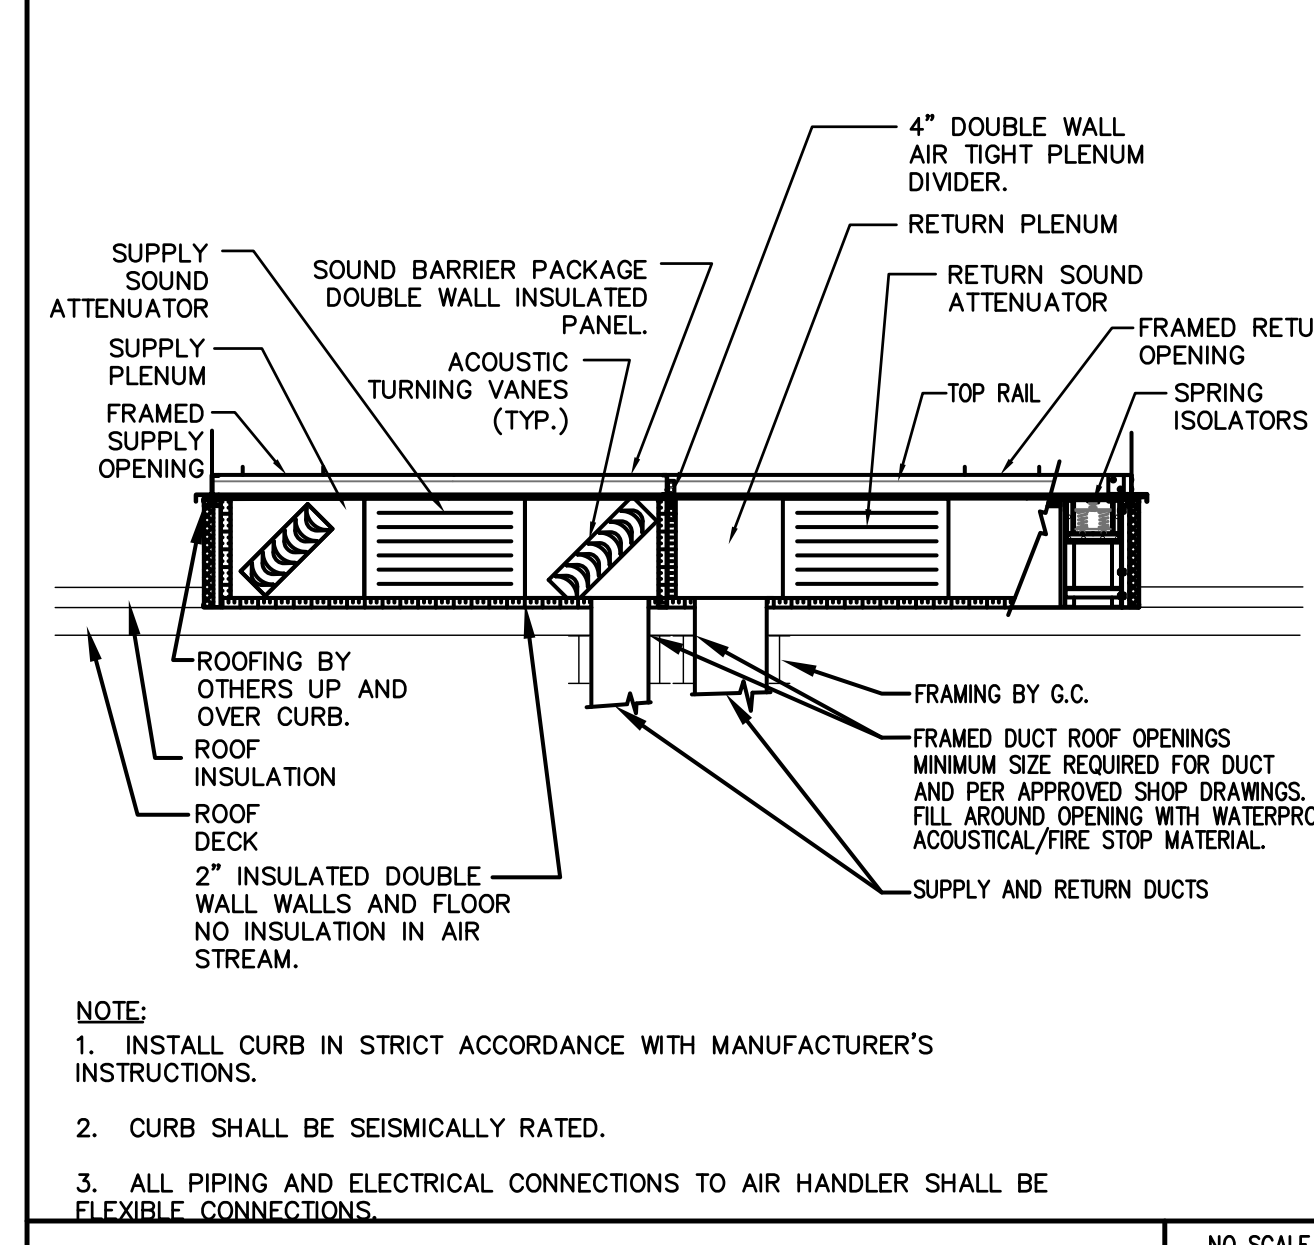 4” DOUBLE WALL
AIR TIGHT PLENUM
DIVIDER.
RETURN PLENUM
SUPPLY
SOUND
ATTENUATOR
SOUND BARRIER PACKAGE
DOUBLE WALL INSULATED
PANEL.
RETURN SOUND
ATTENUATOR
FRAMED
OPENING
SUPPLY
PLENUM
ACOUSTIC
TURNING VANES
(TYP.)
TOP RAIL
SPRING
ISOLATORS
FRAMED
SUPPLY
OPENING
ROOFING BY
OTHERS UP AND
OVER CURB.
ROOF
INSULATION
ROOF
DECK
2” INSULATED DOUBLE
WALL WALLS AND FLOOR
NO INSULATION IN AIR
STREAM.
FRAMING BY G.C.
FRAMED DUCT ROOF OPENINGS
MINIMUM SIZE REQUIRED FOR DUCT
AND PER APPROVED SHOP DRAWINGS.
FILL AROUND OPENING WITH
ACOUSTICAL/FIRE STOP MATERIAL.
SUPPLY AND RETURN DUCTS
NOTE:
1. INSTALL CURB IN STRICT ACCORDANCE WITH MANUFACTURER'S
INSTRUCTIONS.
2. CURB SHALL BE SEISMICALLY RATED.
3. ALL PIPING AND ELECTRICAL CONNECTIONS TO AIR HANDLER SHALL BE
FLEXIBLE CONNECTIONS.
NO SCALE